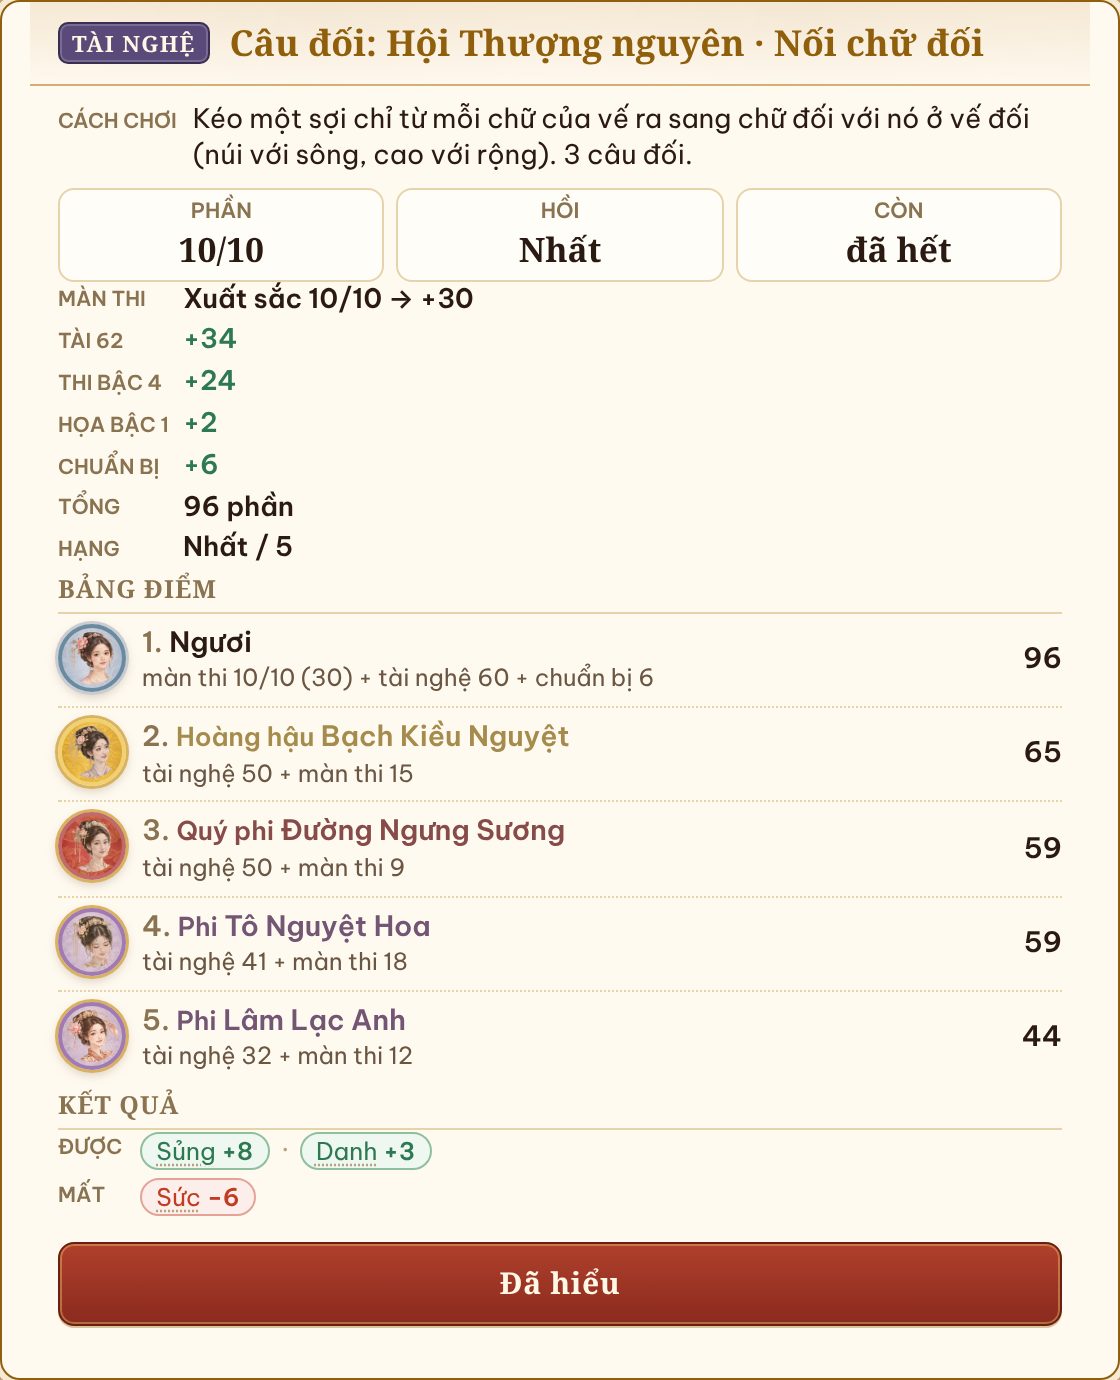 TÀI NGHỆ Câu đối: Hội Thượng nguyên · Nối chữ đối
CÁCH CHƠI Kéo một sợi chỉ từ mỗi chữ của vế ra sang chữ đối với nó ở vế đối
(núi với sông, cao với rộng). 3 câu đối.
PHẦN HỒI CÒN
10/10 Nhất đã hết
MÀN THI Xuất sắc 10/10 → +30
TÀI 62 +34
THI BẬC 4 +24
HỌA BẬC 1 +2
CHUẨN BỊ +6
TỔNG 96 phần
HẠNG Nhất / 5
BẢNG ĐIỂM
1. Ngươi 96
màn thi 10/10 (30) + tài nghệ 60 + chuẩn bị 6
2. Hoàng hậu Bạch Kiều Nguyệt 65
tài nghệ 50 + màn thi 15
3. Quý phi Đường Ngưng Sương 59
tài nghệ 50 + màn thi 9
4. Phi Tô Nguyệt Hoa 59
tài nghệ 41 + màn thi 18
5. Phi Lâm Lạc Anh 44
tài nghệ 32 + màn thi 12
KẾT QUẢ
ĐƯỢC Sủng +8 · Danh +3
MẤT Sức −6
Đã hiểu